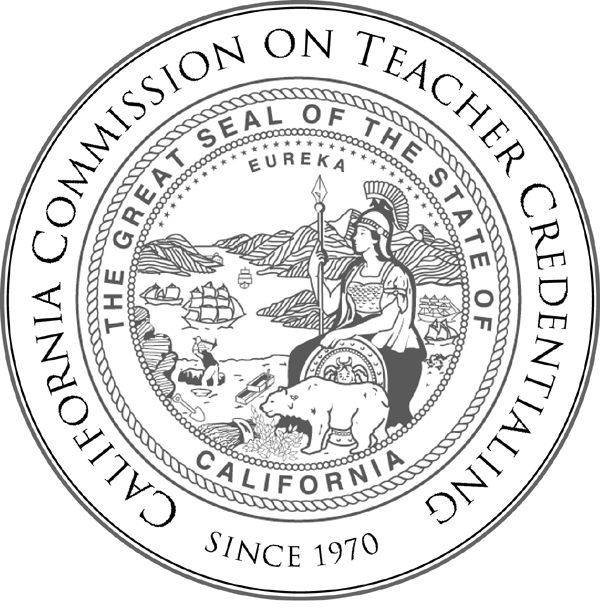 CALIFORNIA COMMISSION ON TEACHER CREDENTIALING
SINCE 1970
THE GREAT SEAL OF THE STATE OF
CALIFORNIA
EUREKA